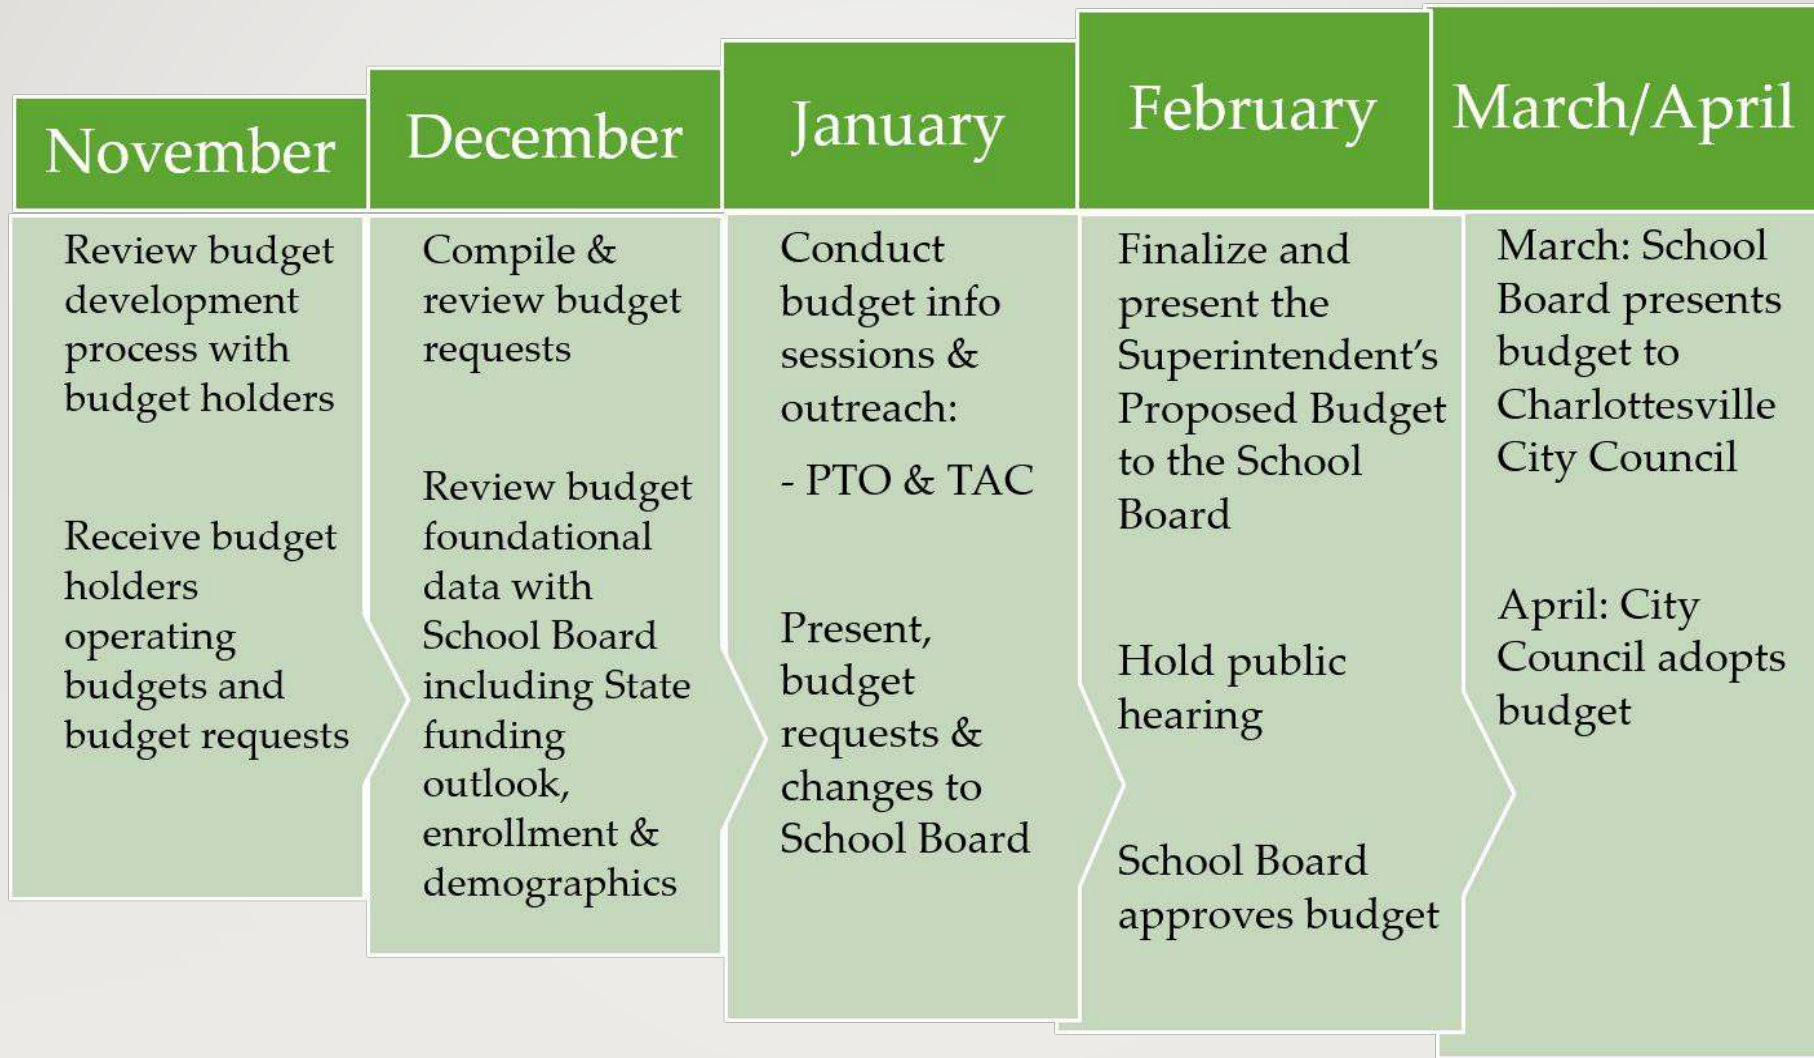 November
Review budget
development
process with
budget holders
Receive budget
holders
operating
budgets and
budget requests
December
Compile &
review budget
requests
Review budget
foundational
data with
School Board
including State
funding
outlook,
enrollment &
demographics
January
Conduct
budget info
sessions &
outreach:
- PTO & TAC
Present,
budget
requests &
changes to
School Board
February
Finalize and
present the
Superintendent’s
Proposed Budget
to the School
Board
Hold public
hearing
School Board
approves budget
March/April
March: School
Board presents
budget to
Charlottesville
City Council
April: City
Council adopts
budget